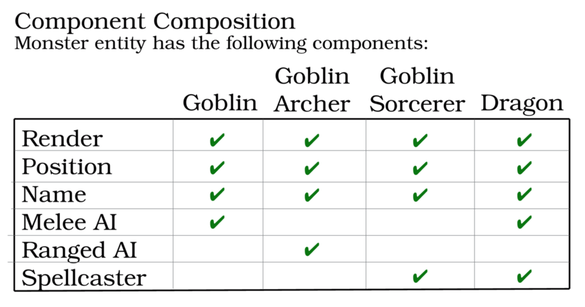 Component Composition
Monster entity has the following components:
Goblin Goblin Archer Goblin Sorcerer Dragon
Render ✔ ✔ ✔ ✔
Position ✔ ✔ ✔ ✔
Name ✔ ✔ ✔ ✔
Melee AI ✔ ✔
Ranged AI ✔
Spellcaster ✔ ✔